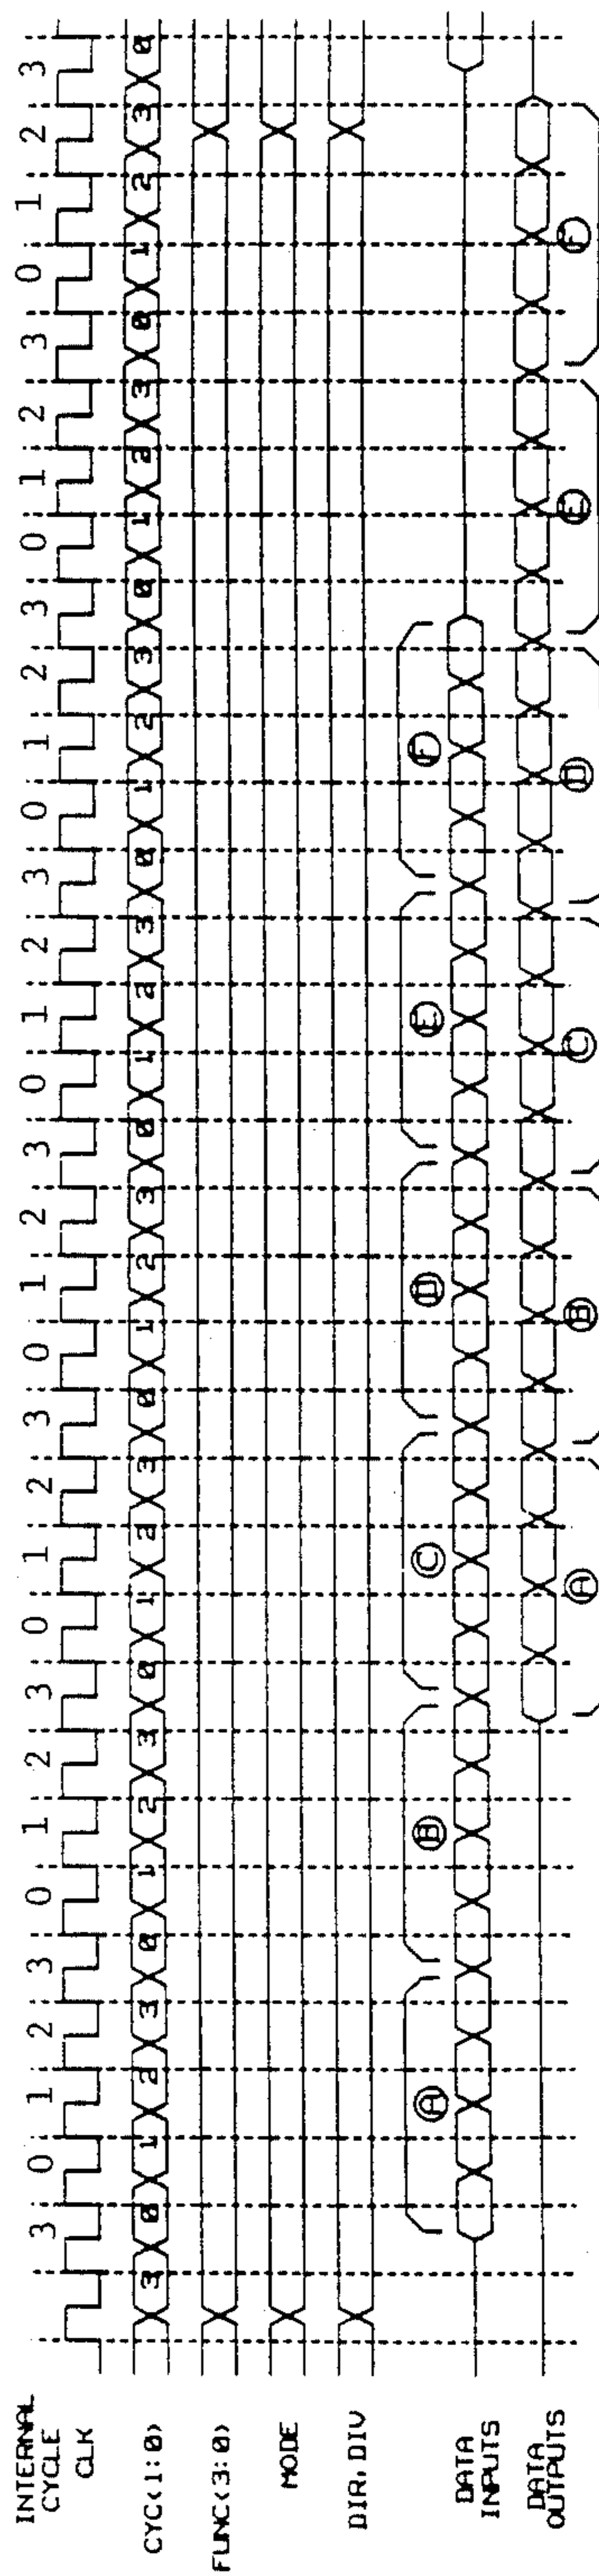 INTERNAL
CYCLE
3 0 1 2 3 0 1 2 3 0 1 2 3 0 1 2 3 0 1 2 3 0 1 2 3 0 1 2 3 0 1 2 3
CLK
CYC<1:0> 3 0 1 2 3 0 1 2 3 0 1 2 3 0 1 2 3 0 1 2 3 0 1 2 3 0 1 2 3 0 1 2 3 0
FUNC<3:0>
MODE
DIR,DIV
A B C D E F
DATA
INPUTS
DATA
OUTPUTS
A B C D E F